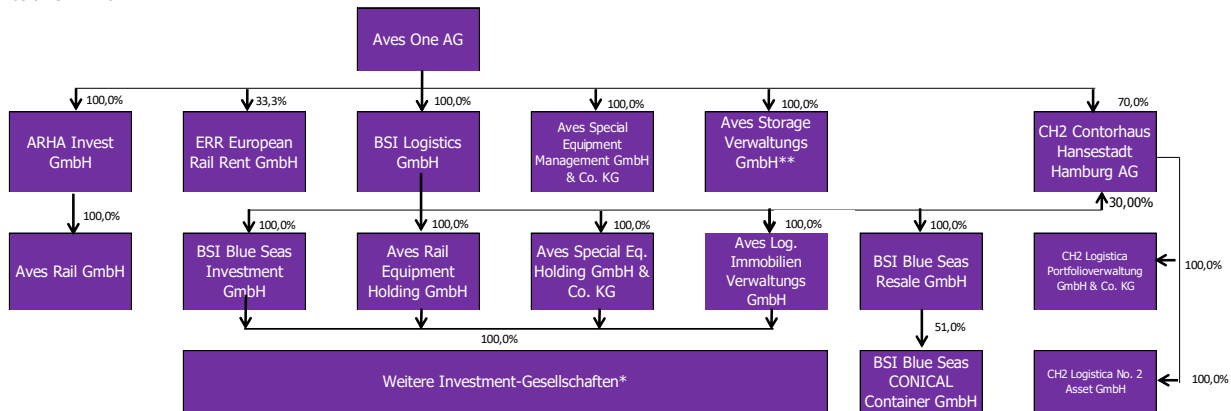 Aves One AG
100,0%
33,3%
100,0%
100,0%
100,0%
70,0%
ARHA Invest
GmbH
ERR European
Rail Rent GmbH
BSI Logistics
GmbH
Aves Special
Equipment
Management GmbH
& Co. KG
Aves Storage
Verwaltungs
GmbH**
CH2 Contorhaus
Hansestadt
Hamburg AG
100,0%
100,0%
100,0%
100,0%
100,0%
100,0%
30,00%
Aves Rail GmbH
BSI Blue Seas
Investment
GmbH
Aves Rail
Equipment
Holding GmbH
Aves Special Eq.
Holding GmbH &
Co. KG
Aves Log.
Immobilien
Verwaltungs
GmbH
BSI Blue Seas
Resale GmbH
CH2 Logistica
Portfolioverwaltung
GmbH & Co. KG
100,0%
100,0%
51,0%
Weitere Investment-Gesellschaften*
BSI Blue Seas
CONICAL
Container GmbH
CH2 Logistica No. 2
Asset GmbH
100,0%